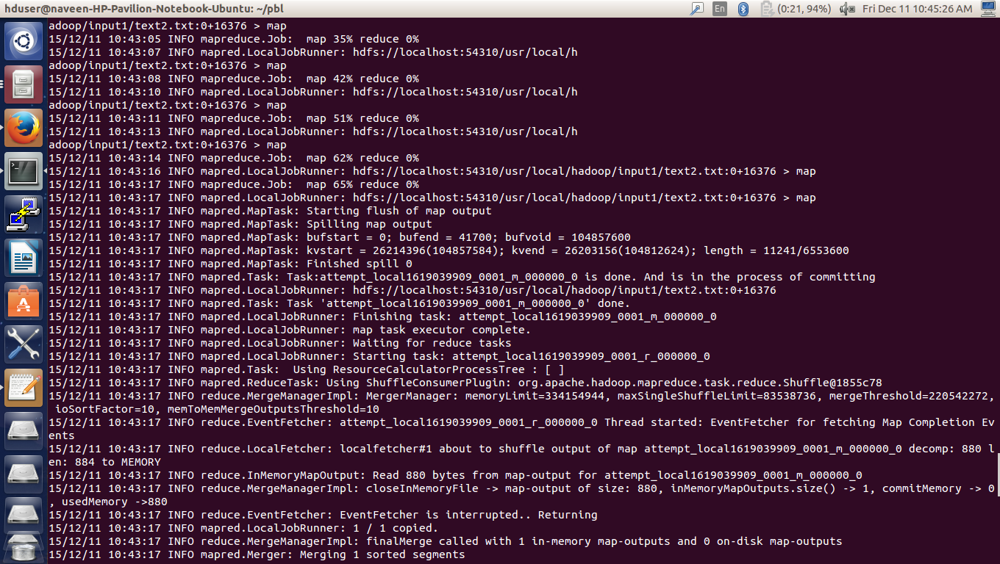 hduser@naveen-HP-Pavilion-Notebook-Ubuntu: ~/pbl
En
(0:21, 94%)
Fri Dec 11 10:45:26 AM
adoop/input1/text2.txt:0+16376 > map
15/12/11 10:43:05 INFO mapreduce.Job:  map 35% reduce 0%
15/12/11 10:43:07 INFO mapred.LocalJobRunner: hdfs://localhost:54310/usr/local/h
adoop/input1/text2.txt:0+16376 > map
15/12/11 10:43:08 INFO mapreduce.Job:  map 42% reduce 0%
15/12/11 10:43:10 INFO mapred.LocalJobRunner: hdfs://localhost:54310/usr/local/h
adoop/input1/text2.txt:0+16376 > map
15/12/11 10:43:11 INFO mapreduce.Job:  map 51% reduce 0%
15/12/11 10:43:13 INFO mapred.LocalJobRunner: hdfs://localhost:54310/usr/local/h
adoop/input1/text2.txt:0+16376 > map
15/12/11 10:43:14 INFO mapreduce.Job:  map 62% reduce 0%
15/12/11 10:43:16 INFO mapred.LocalJobRunner: hdfs://localhost:54310/usr/local/hadoop/input1/text2.txt:0+16376 > map
15/12/11 10:43:17 INFO mapreduce.Job:  map 65% reduce 0%
15/12/11 10:43:17 INFO mapred.LocalJobRunner: hdfs://localhost:54310/usr/local/hadoop/input1/text2.txt:0+16376 > map
15/12/11 10:43:17 INFO mapred.MapTask: Starting flush of map output
15/12/11 10:43:17 INFO mapred.MapTask: Spilling map output
15/12/11 10:43:17 INFO mapred.MapTask: bufstart = 0; bufend = 41700; bufvoid = 104857600
15/12/11 10:43:17 INFO mapred.MapTask: kvstart = 26214396(104857584); kvend = 26203156(104812624); length = 11241/6553600
15/12/11 10:43:17 INFO mapred.MapTask: Finished spill 0
15/12/11 10:43:17 INFO mapred.Task: Task:attempt_local1619039909_0001_m_000000_0 is done. And is in the process of committing
15/12/11 10:43:17 INFO mapred.LocalJobRunner: hdfs://localhost:54310/usr/local/hadoop/input1/text2.txt:0+16376
15/12/11 10:43:17 INFO mapred.Task: Task 'attempt_local1619039909_0001_m_000000_0' done.
15/12/11 10:43:17 INFO mapred.LocalJobRunner: Finishing task: attempt_local1619039909_0001_m_000000_0
15/12/11 10:43:17 INFO mapred.LocalJobRunner: map task executor complete.
15/12/11 10:43:17 INFO mapred.LocalJobRunner: Waiting for reduce tasks
15/12/11 10:43:17 INFO mapred.LocalJobRunner: Starting task: attempt_local1619039909_0001_r_000000_0
15/12/11 10:43:17 INFO mapred.Task:  Using ResourceCalculatorProcessTree : [ ]
15/12/11 10:43:17 INFO mapred.ReduceTask: Using ShuffleConsumerPlugin: org.apache.hadoop.mapreduce.task.reduce.Shuffle@1855c78
15/12/11 10:43:17 INFO reduce.MergeManagerImpl: MergerManager: memoryLimit=334154944, maxSingleShuffleLimit=83538736, mergeThreshold=220542272,
 ioSortFactor=10, memToMemMergeOutputsThreshold=10
15/12/11 10:43:17 INFO reduce.EventFetcher: attempt_local1619039909_0001_r_000000_0 Thread started: EventFetcher for fetching Map Completion Ev
ents
15/12/11 10:43:17 INFO reduce.LocalFetcher: localfetcher#1 about to shuffle output of map attempt_local1619039909_0001_m_000000_0 decomp: 880 l
en: 884 to MEMORY
15/12/11 10:43:17 INFO reduce.InMemoryMapOutput: Read 880 bytes from map-output for attempt_local1619039909_0001_m_000000_0
15/12/11 10:43:17 INFO reduce.MergeManagerImpl: closeInMemoryFile -> map-output of size: 880, inMemoryMapOutputs.size() -> 1, commitMemory -> 0
, usedMemory ->880
15/12/11 10:43:17 INFO reduce.EventFetcher: EventFetcher is interrupted.. Returning
15/12/11 10:43:17 INFO mapred.LocalJobRunner: 1 / 1 copied.
15/12/11 10:43:17 INFO reduce.MergeManagerImpl: finalMerge called with 1 in-memory map-outputs and 0 on-disk map-outputs
15/12/11 10:43:17 INFO mapred.Merger: Merging 1 sorted segments